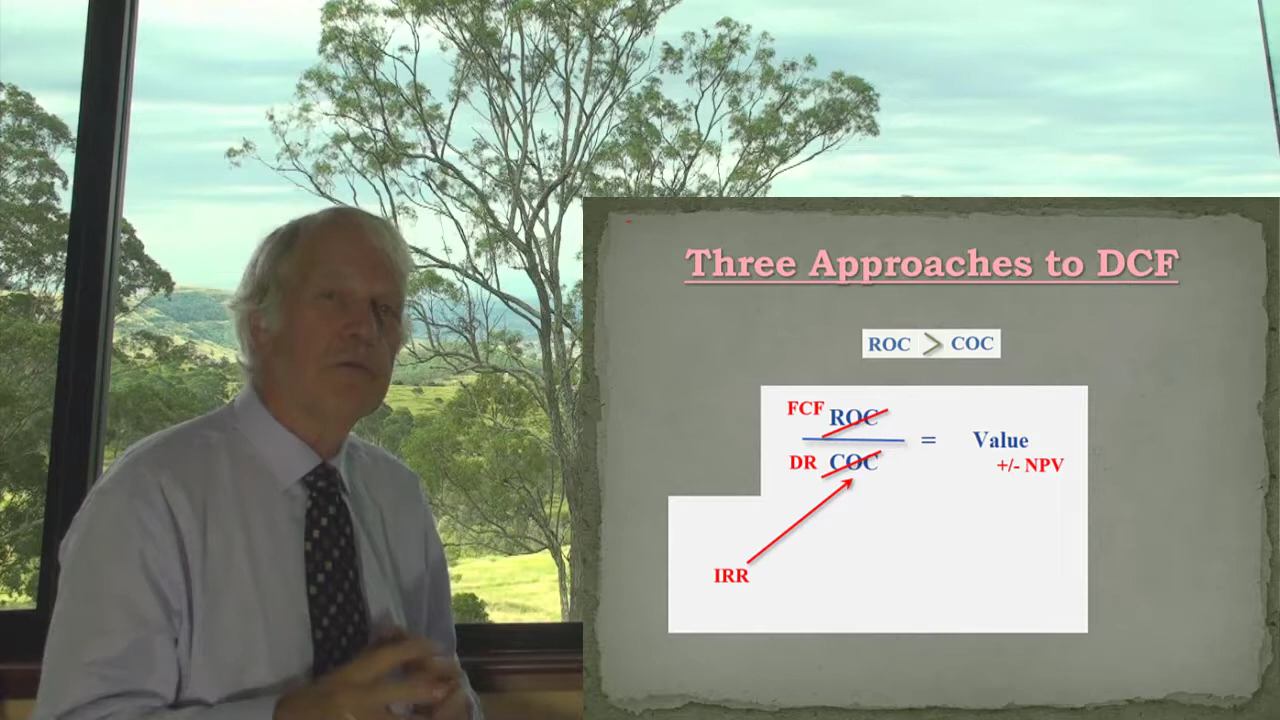 Three Approaches to DCF
ROC > COC
FCF ROC
= Value
DR COC
+/- NPV
IRR